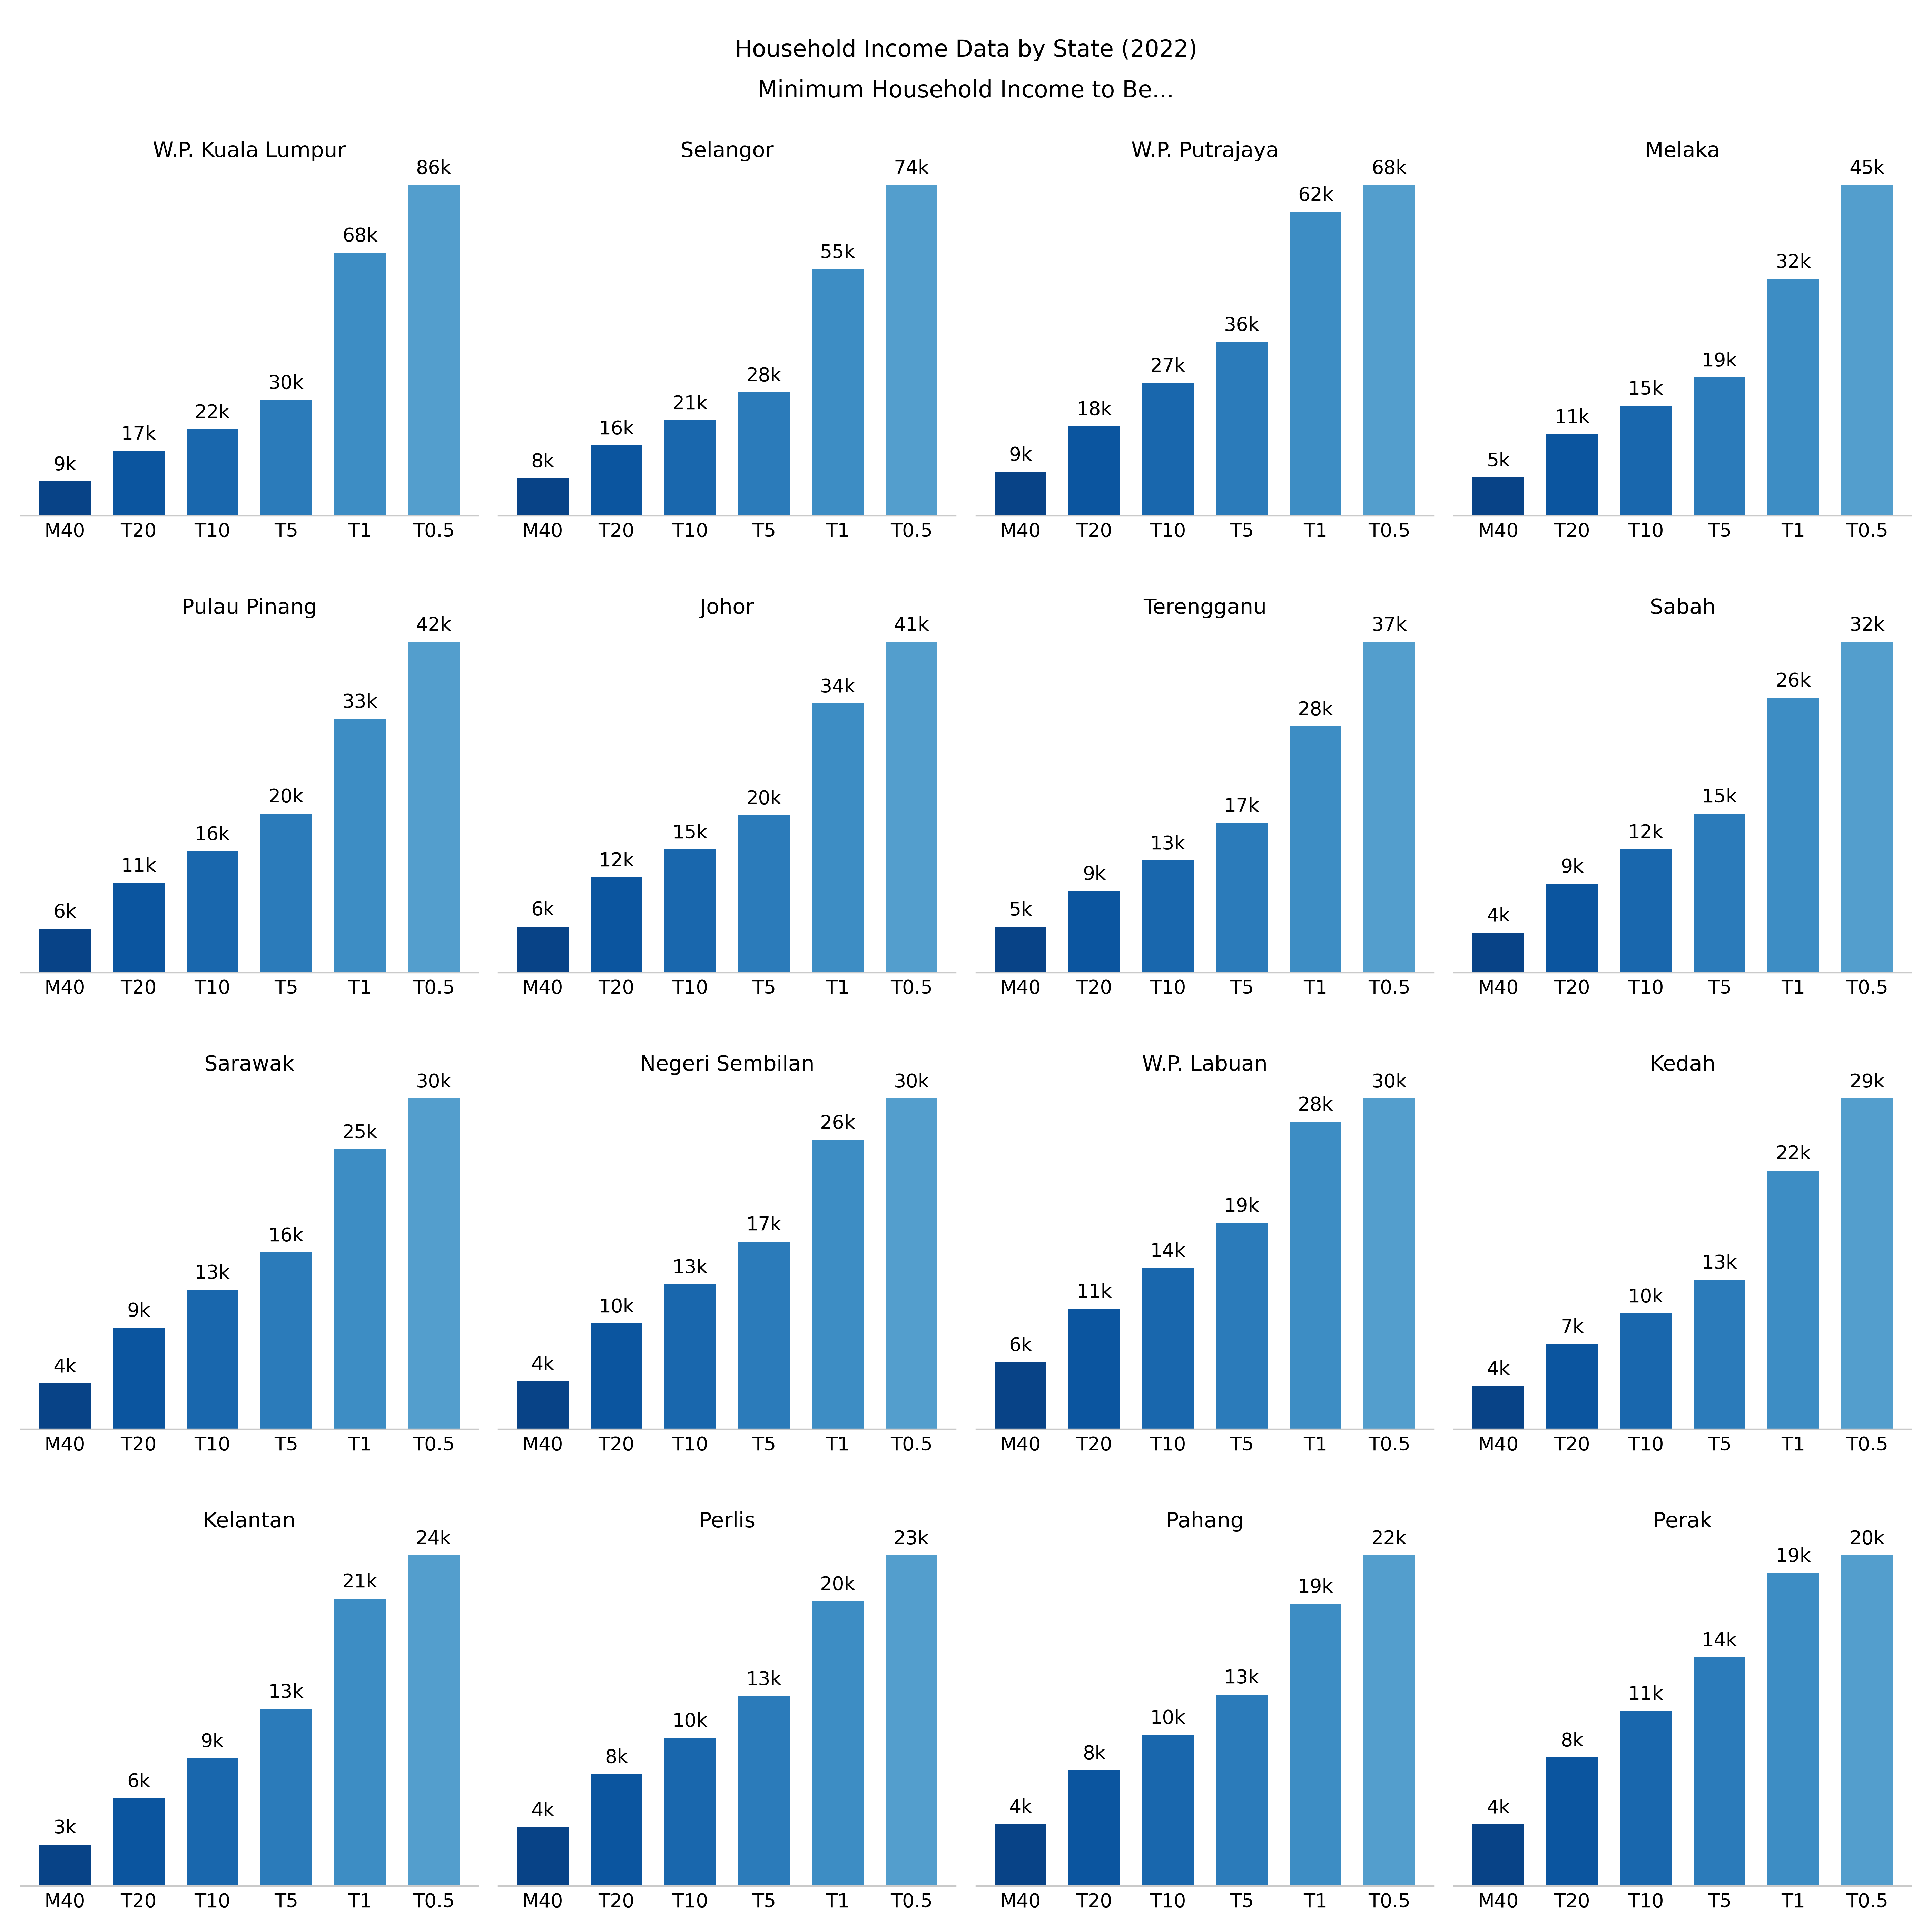 Household Income Data by State (2022)
Minimum Household Income to Be...
W.P. Kuala Lumpur
86k
68k
30k
22k
17k
9k
M40 T20 T10 T5 T1 T0.5
Selangor
74k
55k
28k
21k
16k
8k
M40 T20 T10 T5 T1 T0.5
W.P. Putrajaya
68k
62k
36k
27k
18k
9k
M40 T20 T10 T5 T1 T0.5
Melaka
45k
32k
19k
15k
11k
5k
M40 T20 T10 T5 T1 T0.5
Pulau Pinang
42k
33k
20k
16k
11k
6k
M40 T20 T10 T5 T1 T0.5
Johor
41k
34k
20k
15k
12k
6k
M40 T20 T10 T5 T1 T0.5
Terengganu
37k
28k
17k
13k
9k
5k
M40 T20 T10 T5 T1 T0.5
Sabah
32k
26k
15k
12k
9k
4k
M40 T20 T10 T5 T1 T0.5
Sarawak
30k
25k
16k
13k
9k
4k
M40 T20 T10 T5 T1 T0.5
Negeri Sembilan
30k
26k
17k
13k
10k
4k
M40 T20 T10 T5 T1 T0.5
W.P. Labuan
30k
28k
19k
14k
11k
6k
M40 T20 T10 T5 T1 T0.5
Kedah
29k
22k
13k
10k
7k
4k
M40 T20 T10 T5 T1 T0.5
Kelantan
24k
21k
13k
9k
6k
3k
M40 T20 T10 T5 T1 T0.5
Perlis
23k
20k
13k
10k
8k
4k
M40 T20 T10 T5 T1 T0.5
Pahang
22k
19k
13k
10k
8k
4k
M40 T20 T10 T5 T1 T0.5
Perak
20k
19k
14k
11k
8k
4k
M40 T20 T10 T5 T1 T0.5